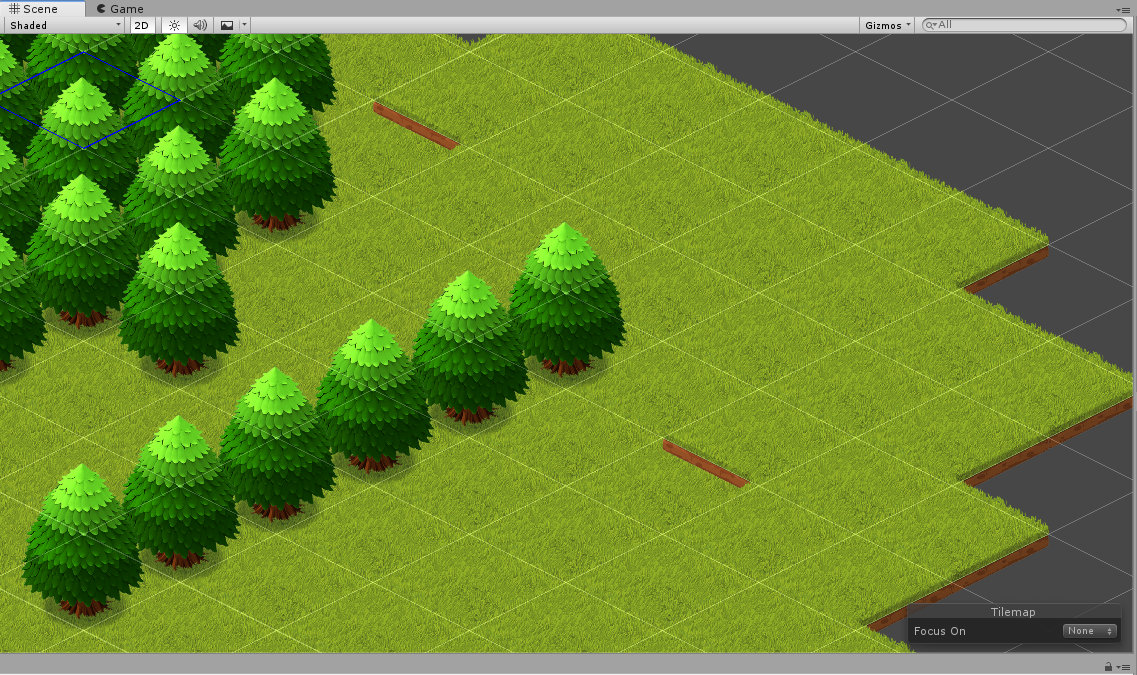 Scene Game
Shaded 2D Gizmos All
Tilemap
Focus On None